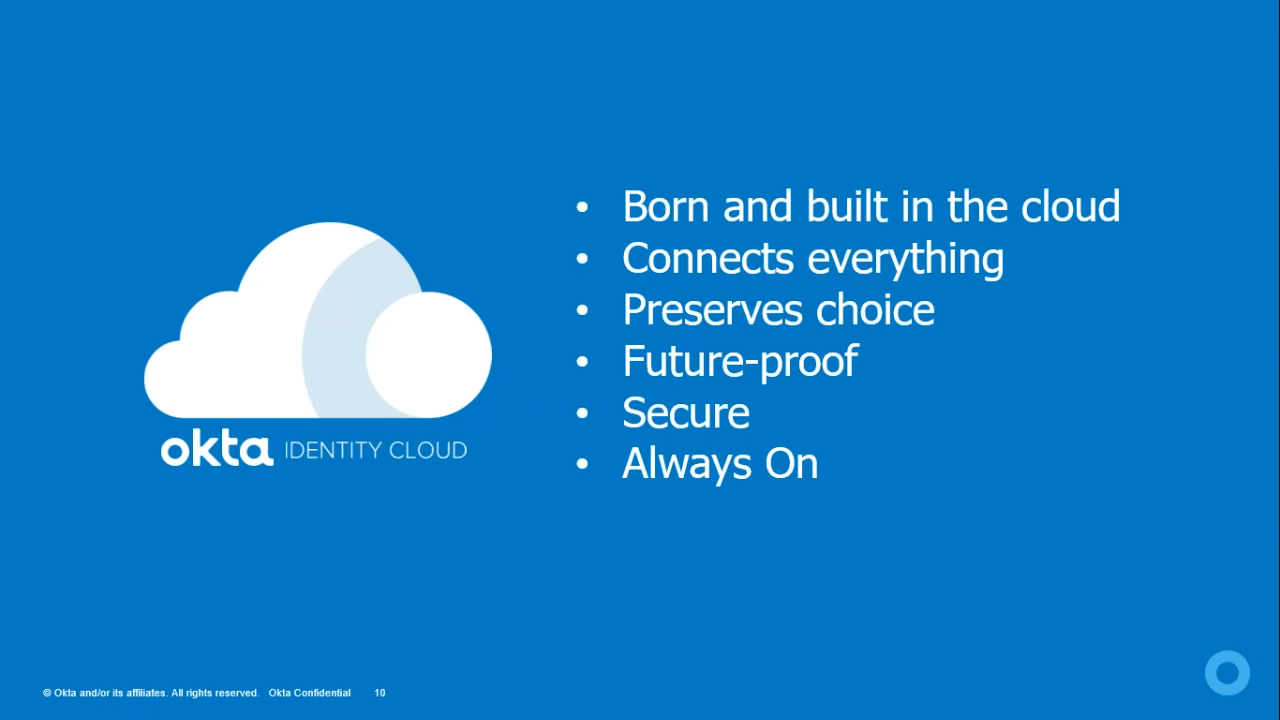 • Born and built in the cloud
• Connects everything
• Preserves choice
• Future-proof
• Secure
• Always On
okta IDENTITY CLOUD
© Okta and/or its affiliates. All rights reserved. Okta Confidential 10